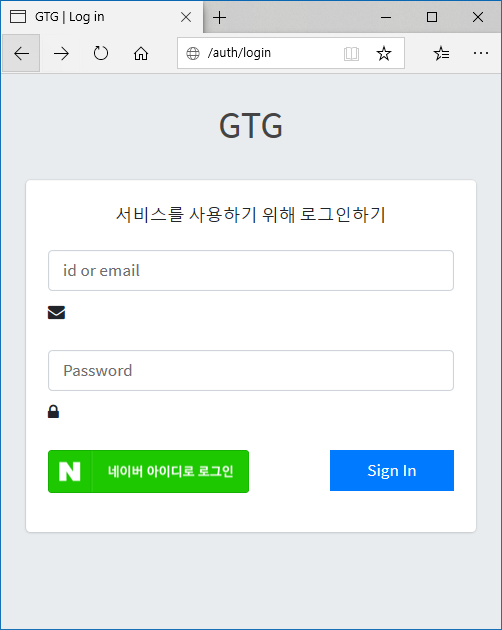 GTG | Log in
/auth/login
GTG
서비스를 사용하기 위해 로그인하기
id or email
Password
N 네이버 아이디로 로그인
Sign In